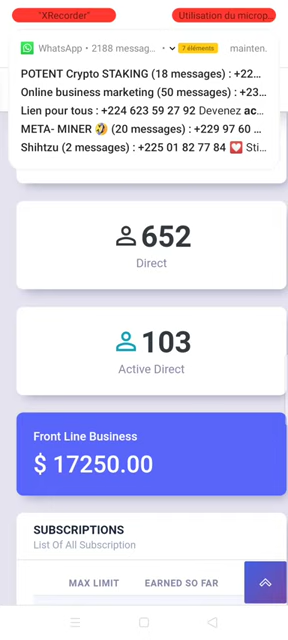 "XRecorder"
Utilisation du microp..
WhatsApp • 2188 messag... • 7 éléments mainten.
POTENT Crypto STAKING (18 messages) : +22...
Online business marketing (50 messages) : +23...
Lien pour tous : +224 623 59 27 92 Devenez ac...
META- MINER 🤣 (20 messages) : +229 97 60 ...
Shihtzu (2 messages) : +225 01 82 77 84 💟 Sti...
652
Direct
103
Active Direct
Front Line Business
$ 17250.00
SUBSCRIPTIONS
List Of All Subscription
MAX LIMIT EARNED SO FAR